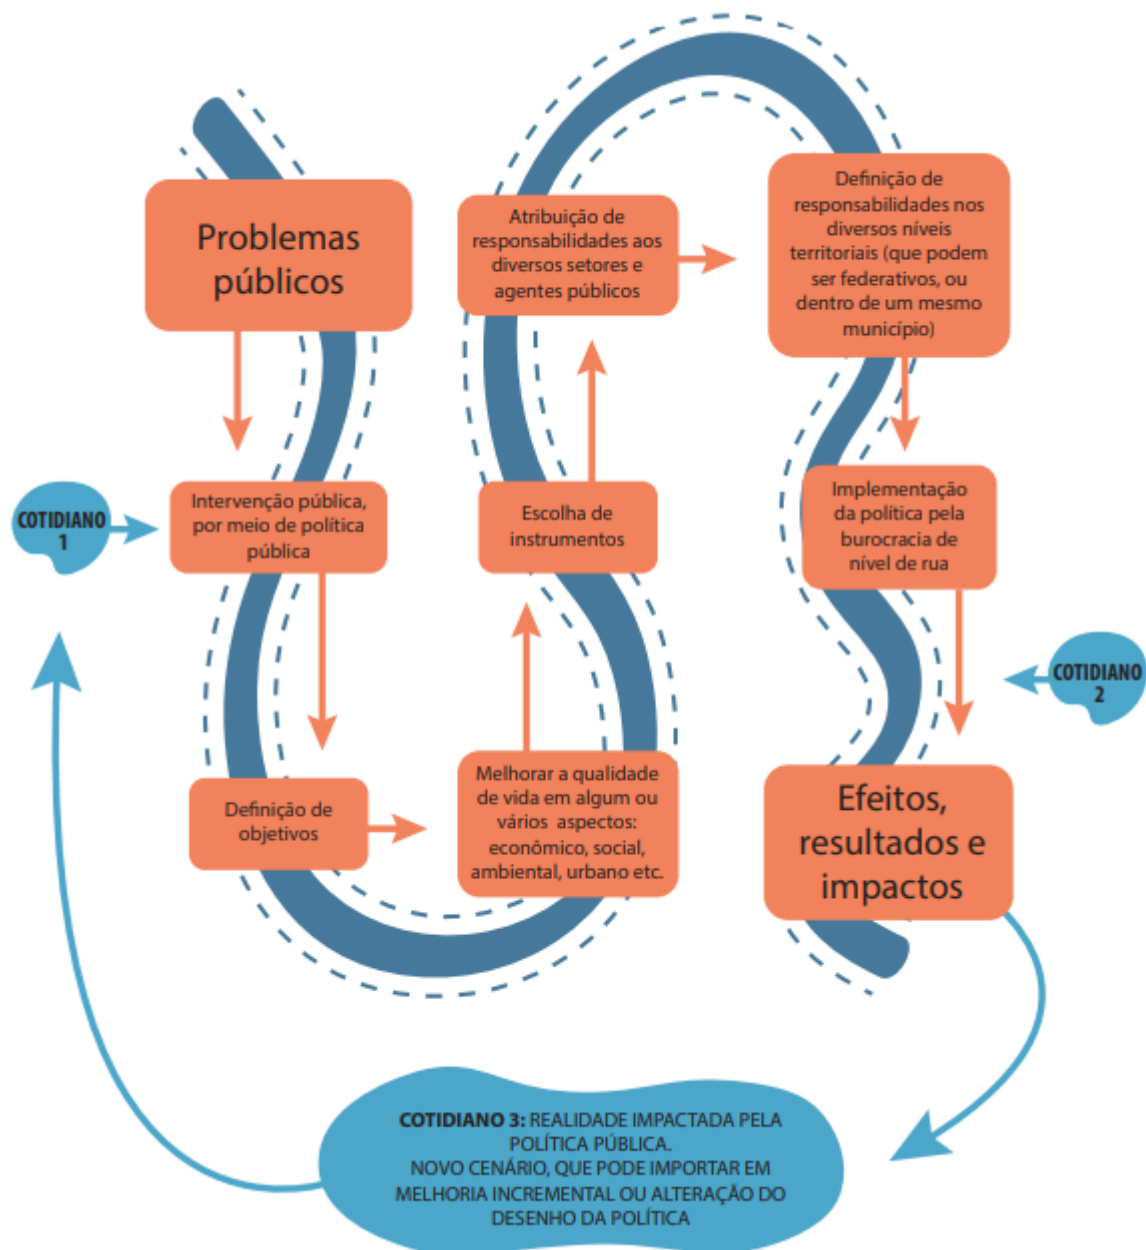 Problemas
públicos
COTIDIANO
1
Intervenção pública,
por meio de política
pública
Definição de
objetivos
Melhorar a qualidade
de vida em algum ou
vários aspectos:
econômico, social,
ambiental, urbano etc.
Escolha de
instrumentos
Atribuição de
responsabilidades aos
diversos setores e
agentes públicos
Definição de
responsabilidades nos
diversos níveis
territoriais (que podem
ser federativos, ou
dentro de um mesmo
município)
Implementação
da política pela
burocracia de
nível de rua
COTIDIANO
2
Efeitos,
resultados e
impactos
COTIDIANO 3: REALIDADE IMPACTADA PELA
POLÍTICA PÚBLICA.
NOVO CENÁRIO, QUE PODE IMPORTAR EM
MELHORIA INCREMENTAL OU ALTERAÇÃO DO
DESENHO DA POLÍTICA